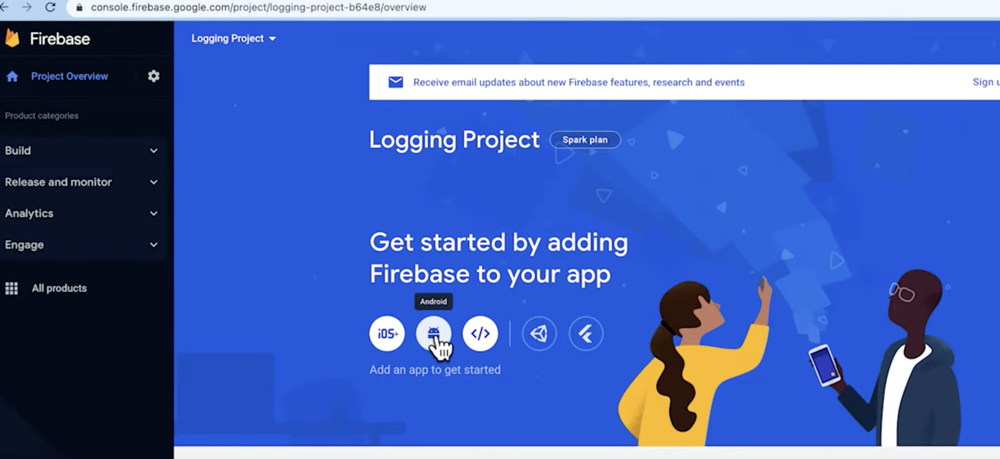 console.firebase.google.com/project/logging-project-b64e8/overview
Firebase
Logging Project
Project Overview
Receive email updates about new Firebase features, research and events
Sign
Product categories
Logging Project
Spark plan
Build
Release and monitor
Analytics
Engage
Get started by adding
Firebase to your app
All products
Android
iOS+
</>
Add an app to get started